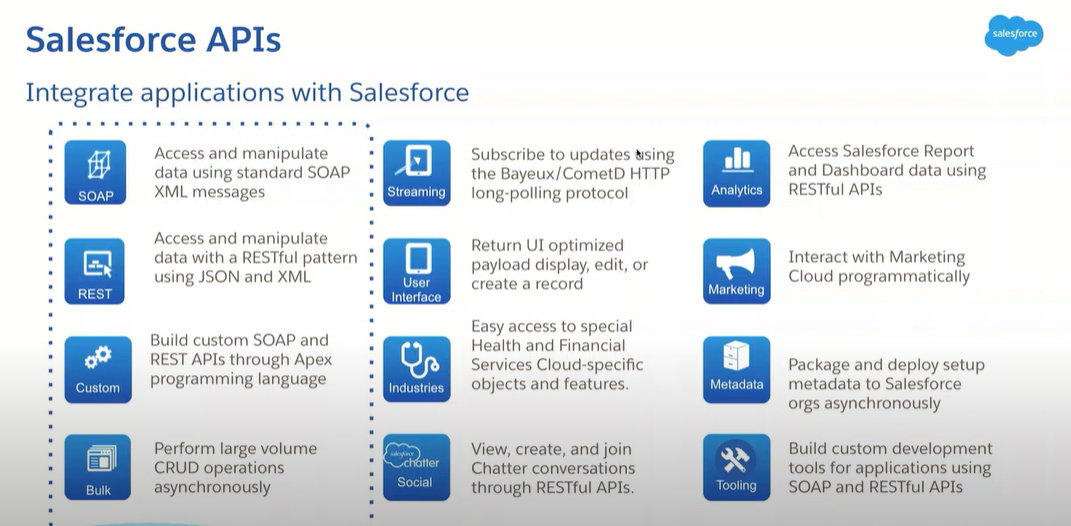 Salesforce APIs
salesforce
Integrate applications with Salesforce
SOAP
Access and manipulate
data using standard SOAP
XML messages
REST
Access and manipulate
data with a RESTful pattern
using JSON and XML
Custom
Build custom SOAP and
REST APIs through Apex
programming language
Bulk
Perform large volume
CRUD operations
asynchronously
Streaming
Subscribe to updates using
the Bayeux/CometD HTTP
long-polling protocol
User
Interface
Return UI optimized
payload display, edit, or
create a record
Industries
Easy access to special
Health and Financial
Services Cloud-specific
objects and features.
salesforce
chatter
Social
View, create, and join
Chatter conversations
through RESTful APIs.
Analytics
Access Salesforce Report
and Dashboard data using
RESTful APIs
Marketing
Interact with Marketing
Cloud programmatically
Metadata
Package and deploy setup
metadata to Salesforce
orgs asynchronously
Tooling
Build custom development
tools for applications using
SOAP and RESTful APIs